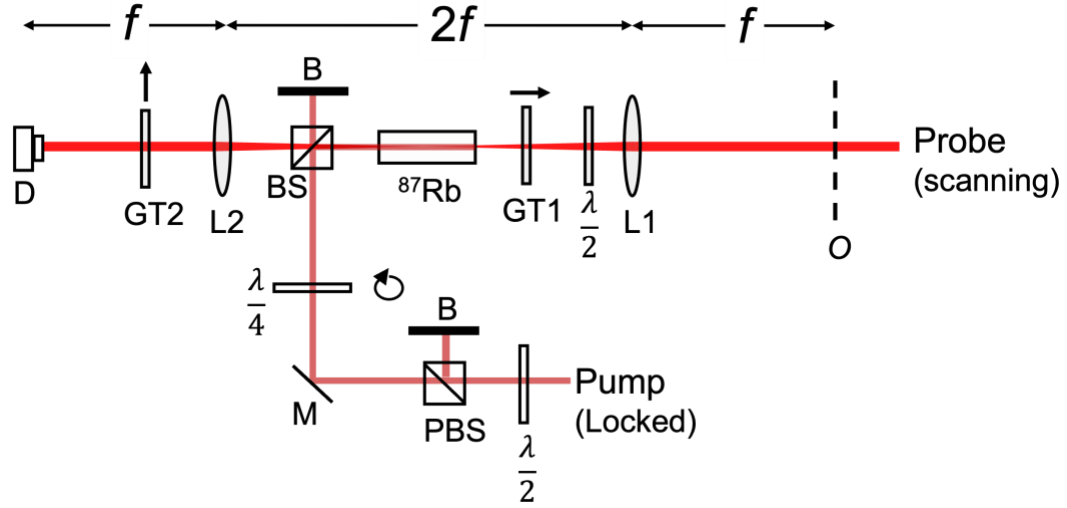 f 2f f
B
Probe
(scanning)
D
GT2
L2
BS
⁸⁷Rb
GT1
λ/2
L1
O
λ/4
B
M
PBS
Pump
(Locked)
λ/2